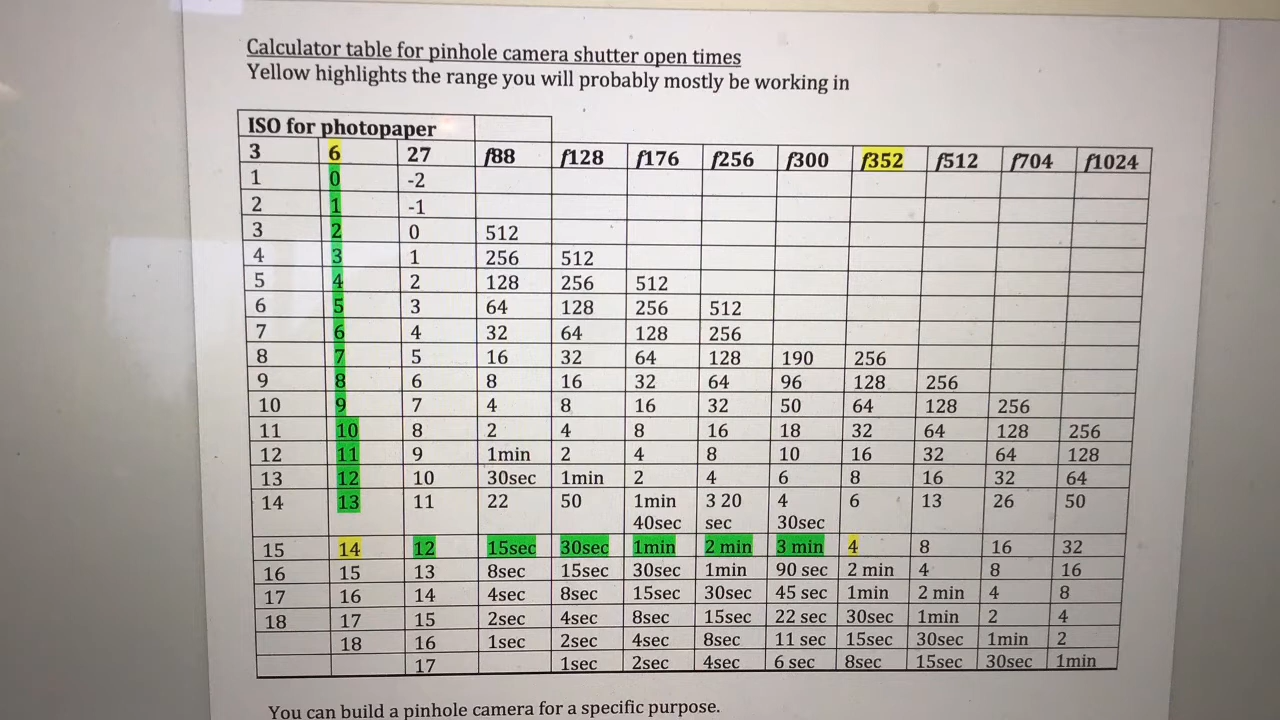 Calculator table for pinhole camera shutter open times
Yellow highlights the range you will probably mostly be working in
ISO for photopaper
3 6 27 f88 f128 f176 f256 f300 f352 f512 f704 f1024
1 0 -2
2 1 -1
3 2 0 512
4 3 1 256 512
5 4 2 128 256 512
6 5 3 64 128 256 512
7 6 4 32 64 128 256
8 7 5 16 32 64 128 190 256
9 8 6 8 16 32 64 96 128 256
10 9 7 4 8 16 32 50 64 128 256
11 10 8 2 4 8 16 18 32 64 128 256
12 11 9 1min 2 4 8 10 16 32 64 128
13 12 10 30sec 1min 2 4 6 8 16 32 64
14 13 11 22 50 1min 3 20 4 6 13 26 50
40sec sec 30sec
15 14 12 15sec 30sec 1min 2 min 3 min 4 8 16 32
16 15 13 8sec 15sec 30sec 1min 90 sec 2 min 4 8 16
17 16 14 4sec 8sec 15sec 30sec 45 sec 1min 2 min 4 8
18 17 15 2sec 4sec 8sec 15sec 22 sec 30sec 1min 2 4
18 16 1sec 2sec 4sec 8sec 11 sec 15sec 30sec 1min 2
17 1sec 2sec 4sec 6 sec 8sec 15sec 30sec 1min
You can build a pinhole camera for a specific purpose.